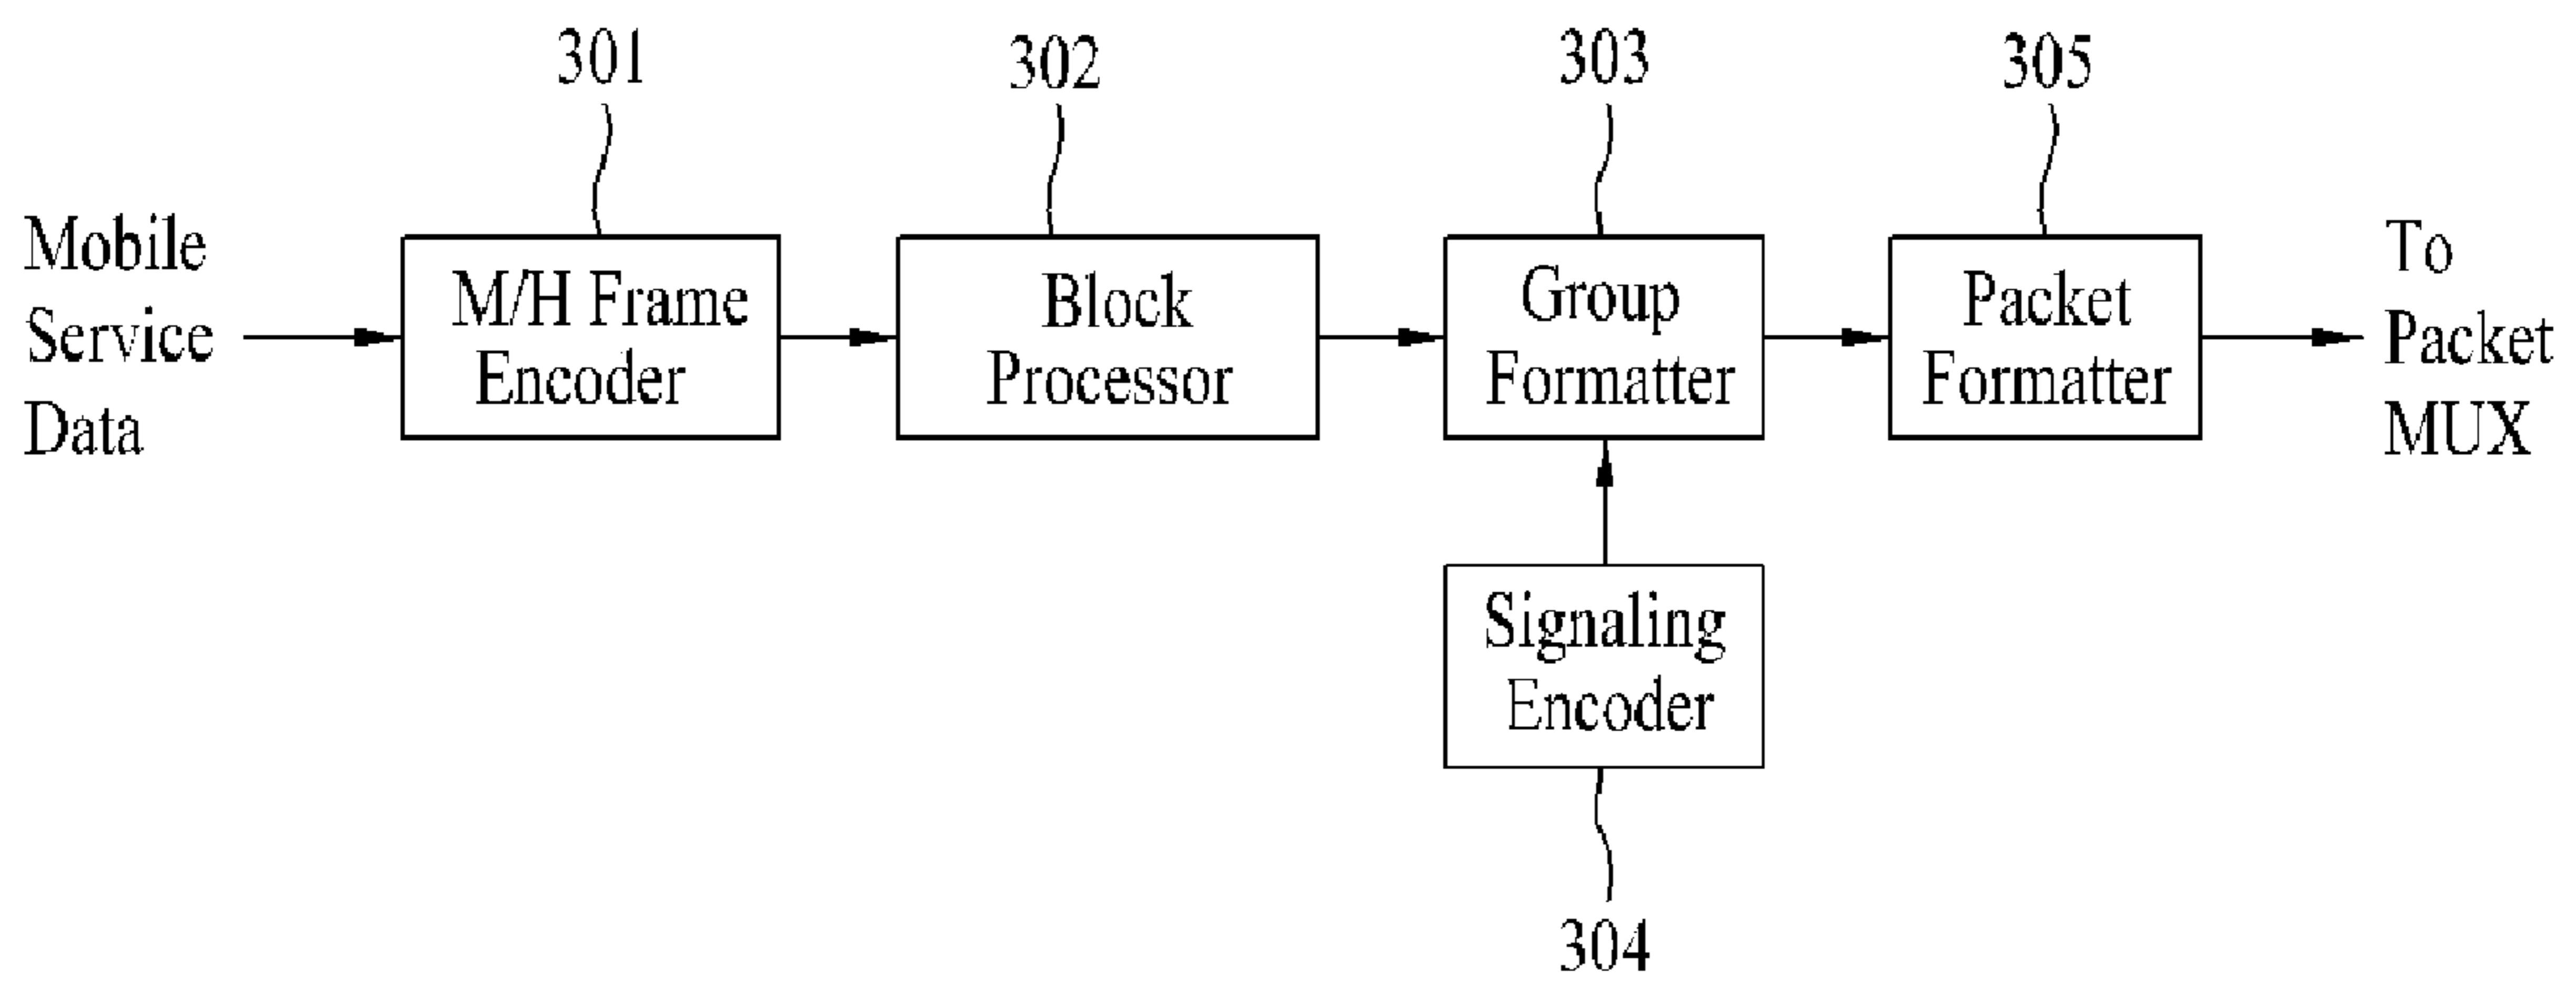 301
302
303
305
Mobile
Service
Data
M/H Frame
Encoder
Block
Processor
Group
Formatter
Packet
Formatter
To
Packet
MUX
Signaling
Encoder
304